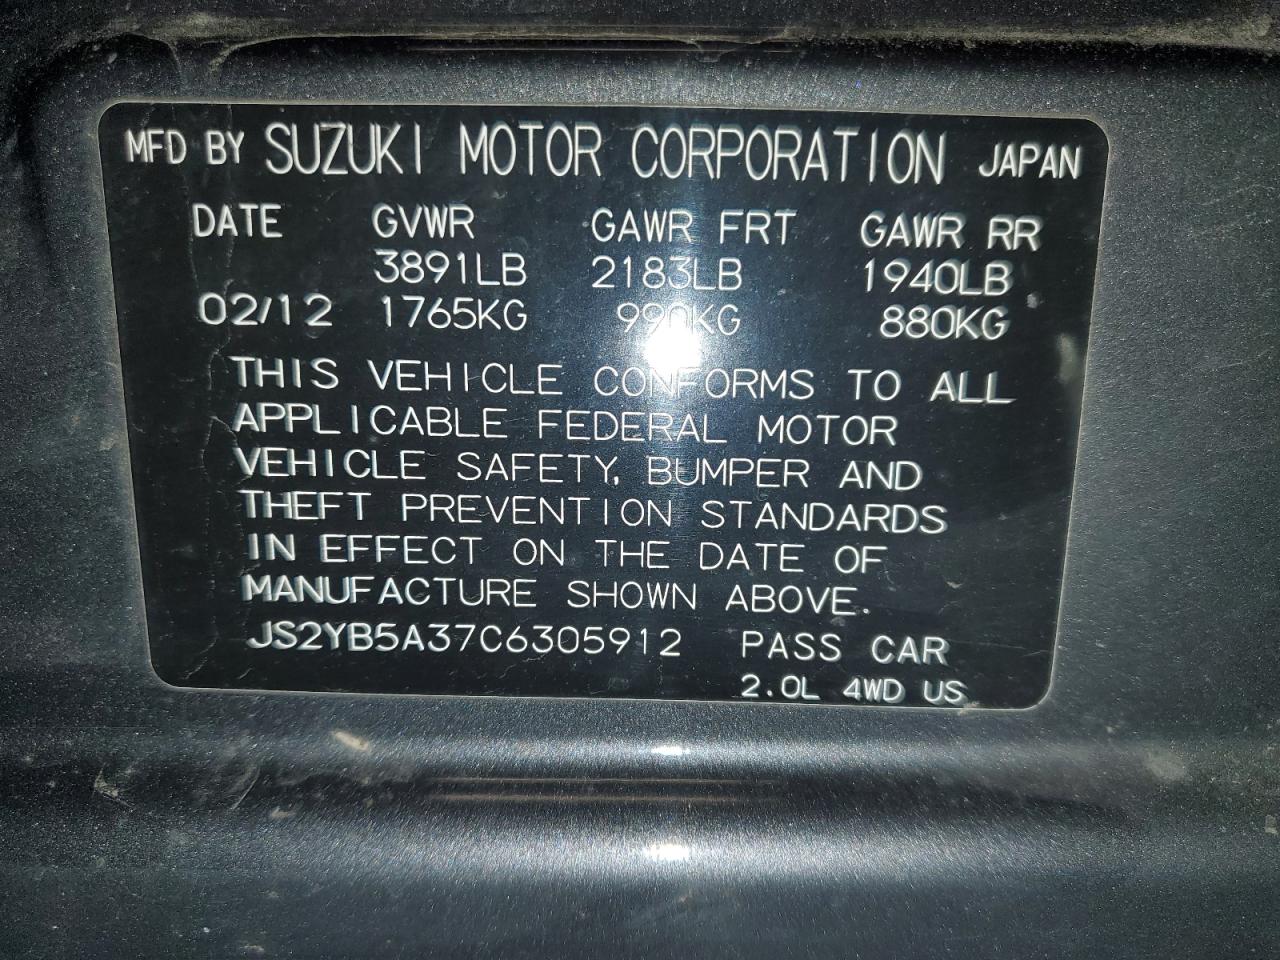 MFD BY SUZUKI MOTOR CORPORATION JAPAN
DATE GVWR GAWR FRT GAWR RR
3891LB 2183LB 1940LB
02/12 1765KG 990KG 880KG
THIS VEHICLE CONFORMS TO ALL
APPLICABLE FEDERAL MOTOR
VEHICLE SAFETY, BUMPER AND
THEFT PREVENTION STANDARDS
IN EFFECT ON THE DATE OF
MANUFACTURE SHOWN ABOVE.
JS2YB5A37C6305912 PASS CAR
2.0L 4WD US